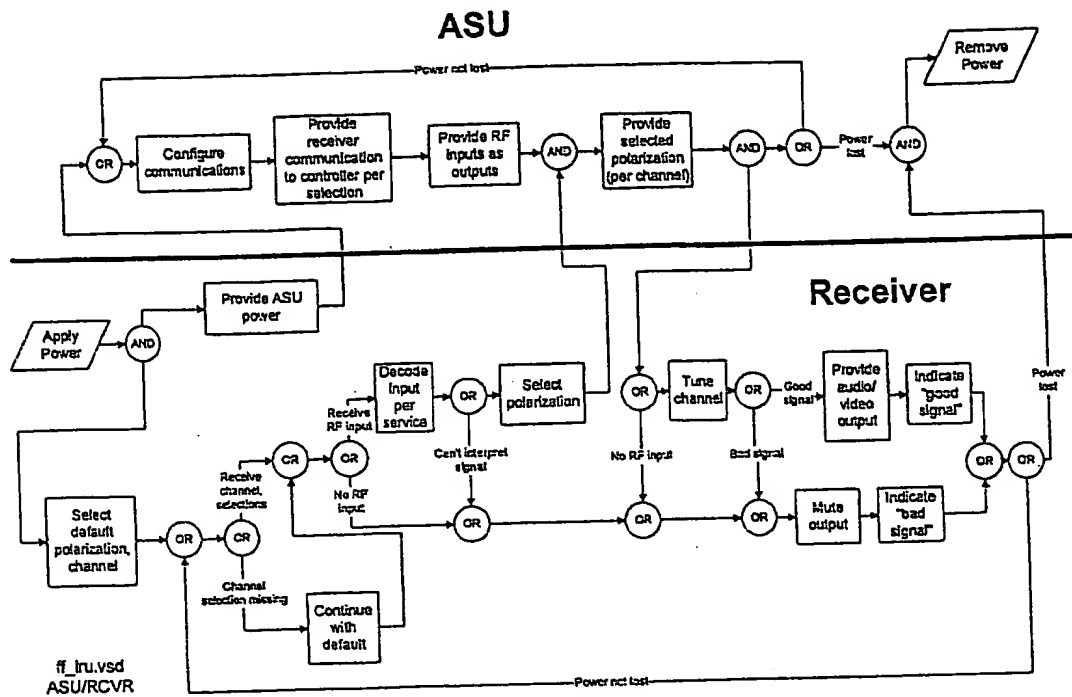 ASU
Remove
Power
Power not lost
OR
Configure
communications
Provide
receiver
communication
to controller per
selection
Provide RF
inputs as
outputs
AND
Provide
selected
polarization
(per channel)
AND
OR
Power
lost
AND
Receiver
Provide ASU
power
Apply
Power
AND
Decode
input per
service
OR
Select
polarization
OR
Tune
channel
OR
Good
signal
Provide
audio/
video
output
Indicate
"good
signal"
Power
lost
Receive
RF input
OR
OR
Can't interpret
signal
No RF input
Bad signal
Receive
channel
selections
No RF
input
OR
OR
Select
default
polarization,
channel
OR
OR
OR
OR
OR
Mute
output
Indicate
"bad
signal"
Channel
selection missing
Continue
with
default
ff_lru.vsd
ASU/RCVR
Power not lost